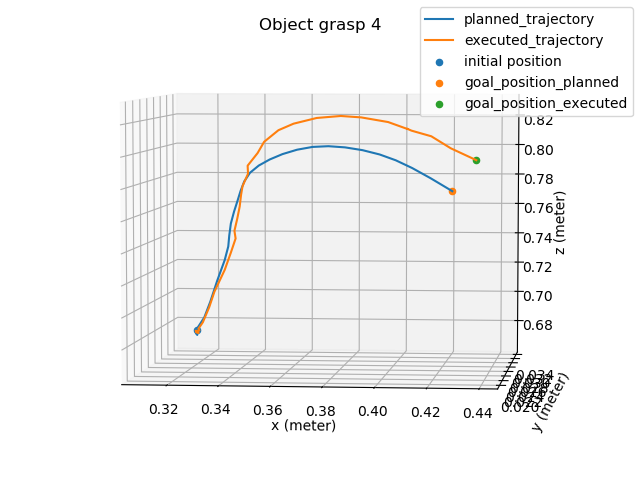 Object grasp 4
planned_trajectory
executed_trajectory
initial position
goal_position_planned
goal_position_executed
0.82
0.80
0.78
0.76
0.74
0.72
0.70
0.68
z (meter)
0.034
0.020
y (meter)
0.32
0.34
0.36
0.38
0.40
0.42
0.44
x (meter)